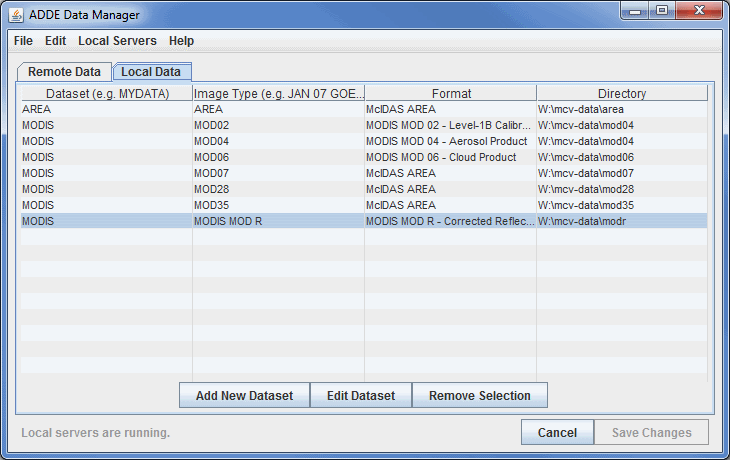 ADDE Data Manager
File Edit Local Servers Help
Remote Data Local Data
Dataset (e.g. MYDATA) Image Type (e.g. JAN 07 GOE... Format Directory
AREA AREA McIDAS AREA W:\mcv-data\area
MODIS MOD02 MODIS MOD 02 - Level-1B Calibr... W:\mcv-data\mod04
MODIS MOD04 MODIS MOD 04 - Aerosol Product W:\mcv-data\mod04
MODIS MOD06 MODIS MOD 06 - Cloud Product W:\mcv-data\mod06
MODIS MOD07 McIDAS AREA W:\mcv-data\mod07
MODIS MOD28 McIDAS AREA W:\mcv-data\mod28
MODIS MOD35 McIDAS AREA W:\mcv-data\mod35
MODIS MODIS MOD R MODIS MOD R - Corrected Reflec... W:\mcv-data\modr
Add New Dataset Edit Dataset Remove Selection
Local servers are running. Cancel Save Changes